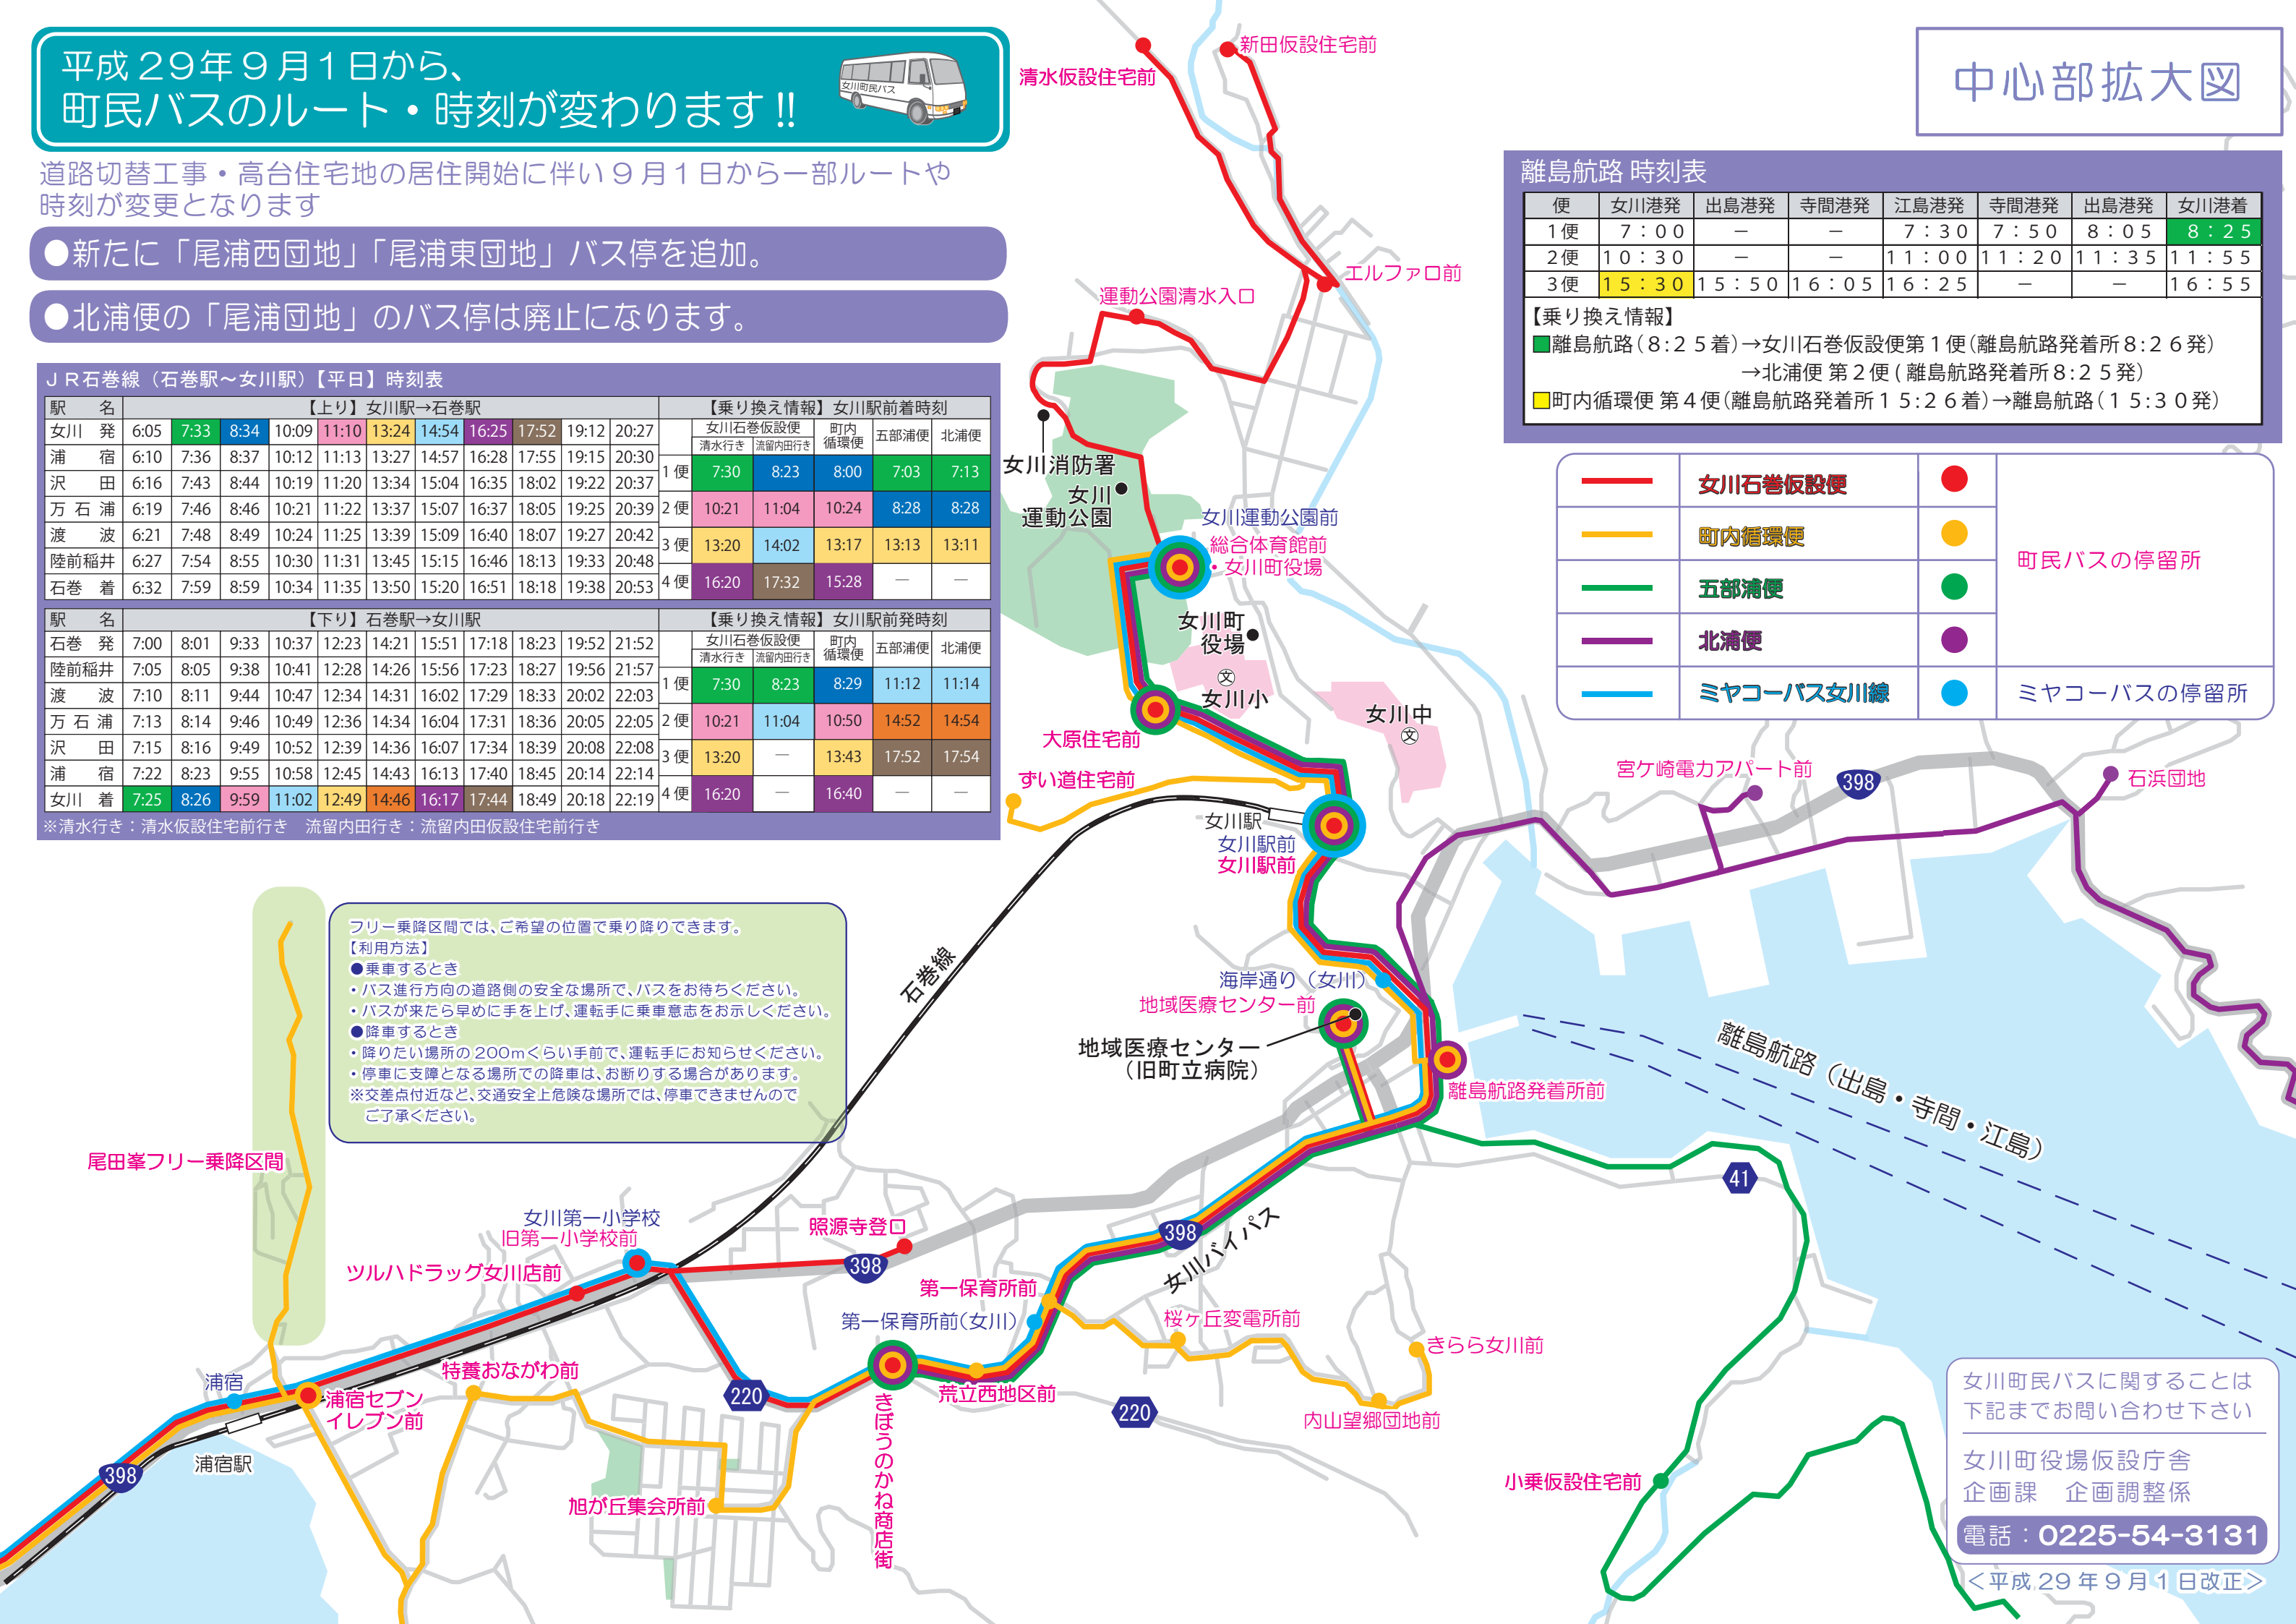 平成29年9月1日から、
町民バスのルート・時刻が変わります!!
女川町民バス
道路切替工事・高台住宅地の居住開始に伴い9月1日から一部ルートや
時刻が変更となります
●新たに「尾浦西団地」「尾浦東団地」バス停を追加。
●北浦便の「尾浦団地」のバス停は廃止になります。
JR石巻線（石巻駅～女川駅）【平日】時刻表
駅 名 【上り】女川駅→石巻駅
女川 発 6:05 7:33 8:34 10:09 11:10 13:24 14:54 16:25 17:52 19:12 20:27
浦 宿 6:10 7:36 8:37 10:12 11:13 13:27 14:57 16:28 17:55 19:15 20:30
沢 田 6:16 7:43 8:44 10:19 11:20 13:34 15:04 16:35 18:02 19:22 20:37
万石浦 6:19 7:46 8:46 10:21 11:22 13:37 15:07 16:37 18:05 19:25 20:39
渡 波 6:21 7:48 8:49 10:24 11:25 13:39 15:09 16:40 18:07 19:27 20:42
陸前稲井 6:27 7:54 8:55 10:30 11:31 13:45 15:15 16:46 18:13 19:33 20:48
石巻 着 6:32 7:59 8:59 10:34 11:35 13:50 15:20 16:51 18:18 19:38 20:53
【乗り換え情報】女川駅前着時刻
女川石巻仮設便 町内循環便 五部浦便 北浦便
清水行き 流留内田行き
1便 7:30 8:23 8:00 7:03 7:13
2便 10:21 11:04 10:24 8:28 8:28
3便 13:20 14:02 13:17 13:13 13:11
4便 16:20 17:32 15:28 － －
駅 名 【下り】石巻駅→女川駅
石巻 発 7:00 8:01 9:33 10:37 12:23 14:21 15:51 17:18 18:23 19:52 21:52
陸前稲井 7:05 8:05 9:38 10:41 12:28 14:26 15:56 17:23 18:27 19:56 21:57
渡 波 7:10 8:11 9:44 10:47 12:34 14:31 16:02 17:29 18:33 20:02 22:03
万石浦 7:13 8:14 9:46 10:49 12:36 14:34 16:04 17:31 18:36 20:05 22:05
沢 田 7:15 8:16 9:49 10:52 12:39 14:36 16:07 17:34 18:39 20:08 22:08
浦 宿 7:22 8:23 9:55 10:58 12:45 14:43 16:13 17:40 18:45 20:14 22:14
女川 着 7:25 8:26 9:59 11:02 12:49 14:46 16:17 17:44 18:49 20:18 22:19
【乗り換え情報】女川駅前発時刻
女川石巻仮設便 町内循環便 五部浦便 北浦便
清水行き 流留内田行き
1便 7:30 8:23 8:29 11:12 11:14
2便 10:21 11:04 10:50 14:52 14:54
3便 13:20 － 13:43 17:52 17:54
4便 16:20 － 16:40 － －
※清水行き：清水仮設住宅前行き 流留内田行き：流留内田仮設住宅前行き
中心部拡大図
離島航路 時刻表
便 女川港発 出島港発 寺間港発 江島港発 寺間港発 出島港発 女川港着
1便 7:00 － － 7:30 7:50 8:05 8:25
2便 10:30 － － 11:00 11:20 11:35 11:55
3便 15:30 15:50 16:05 16:25 － － 16:55
【乗り換え情報】
■離島航路（8:25着）→女川石巻仮設便第1便（離島航路発着所8:26発）
→北浦便 第2便(離島航路発着所8:25発）
■町内循環便 第4便（離島航路発着所15:26着）→離島航路（15:30発）
女川石巻仮設便
町内循環便
五部浦便
北浦便
町民バスの停留所
ミヤコーバス女川線
ミヤコーバスの停留所
清水仮設住宅前
新田仮設住宅前
エルファロ前
運動公園清水入口
女川消防署
女川
運動公園
女川運動公園前
総合体育館前
・女川町役場
女川町
役場
文
女川小
女川中
文
大原住宅前
ずい道住宅前
女川駅
女川駅前
女川駅前
宮ケ崎電力アパート前
398
石浜団地
石巻線
海岸通り（女川）
地域医療センター前
地域医療センター
（旧町立病院）
離島航路発着所前
離島航路（出島・寺間・江島）
41
フリー乗降区間では、ご希望の位置で乗り降りできます。
【利用方法】
●乗車するとき
・バス進行方向の道路側の安全な場所で、バスをお待ちください。
・バスが来たら早めに手を上げ、運転手に乗車意志をお示しください。
●降車するとき
・降りたい場所の200mくらい手前で、運転手にお知らせください。
・停車に支障となる場所での降車は、お断りする場合があります。
※交差点付近など、交通安全上危険な場所では、停車できませんので
ご了承ください。
尾田峯フリー乗降区間
女川第一小学校
旧第一小学校前
ツルハドラッグ女川店前
照源寺登口
398
398
女川バイパス
第一保育所前
第一保育所前(女川)
桜ヶ丘変電所前
きらら女川前
内山望郷団地前
特養おながわ前
浦宿
浦宿セブン
イレブン前
浦宿駅
398
220
荒立西地区前
220
きぼうのかね商店街
旭が丘集会所前
小乗仮設住宅前
女川町民バスに関することは
下記までお問い合わせ下さい
女川町役場仮設庁舎
企画課 企画調整係
電話：0225-54-3131
＜平成29年9月1日改正＞